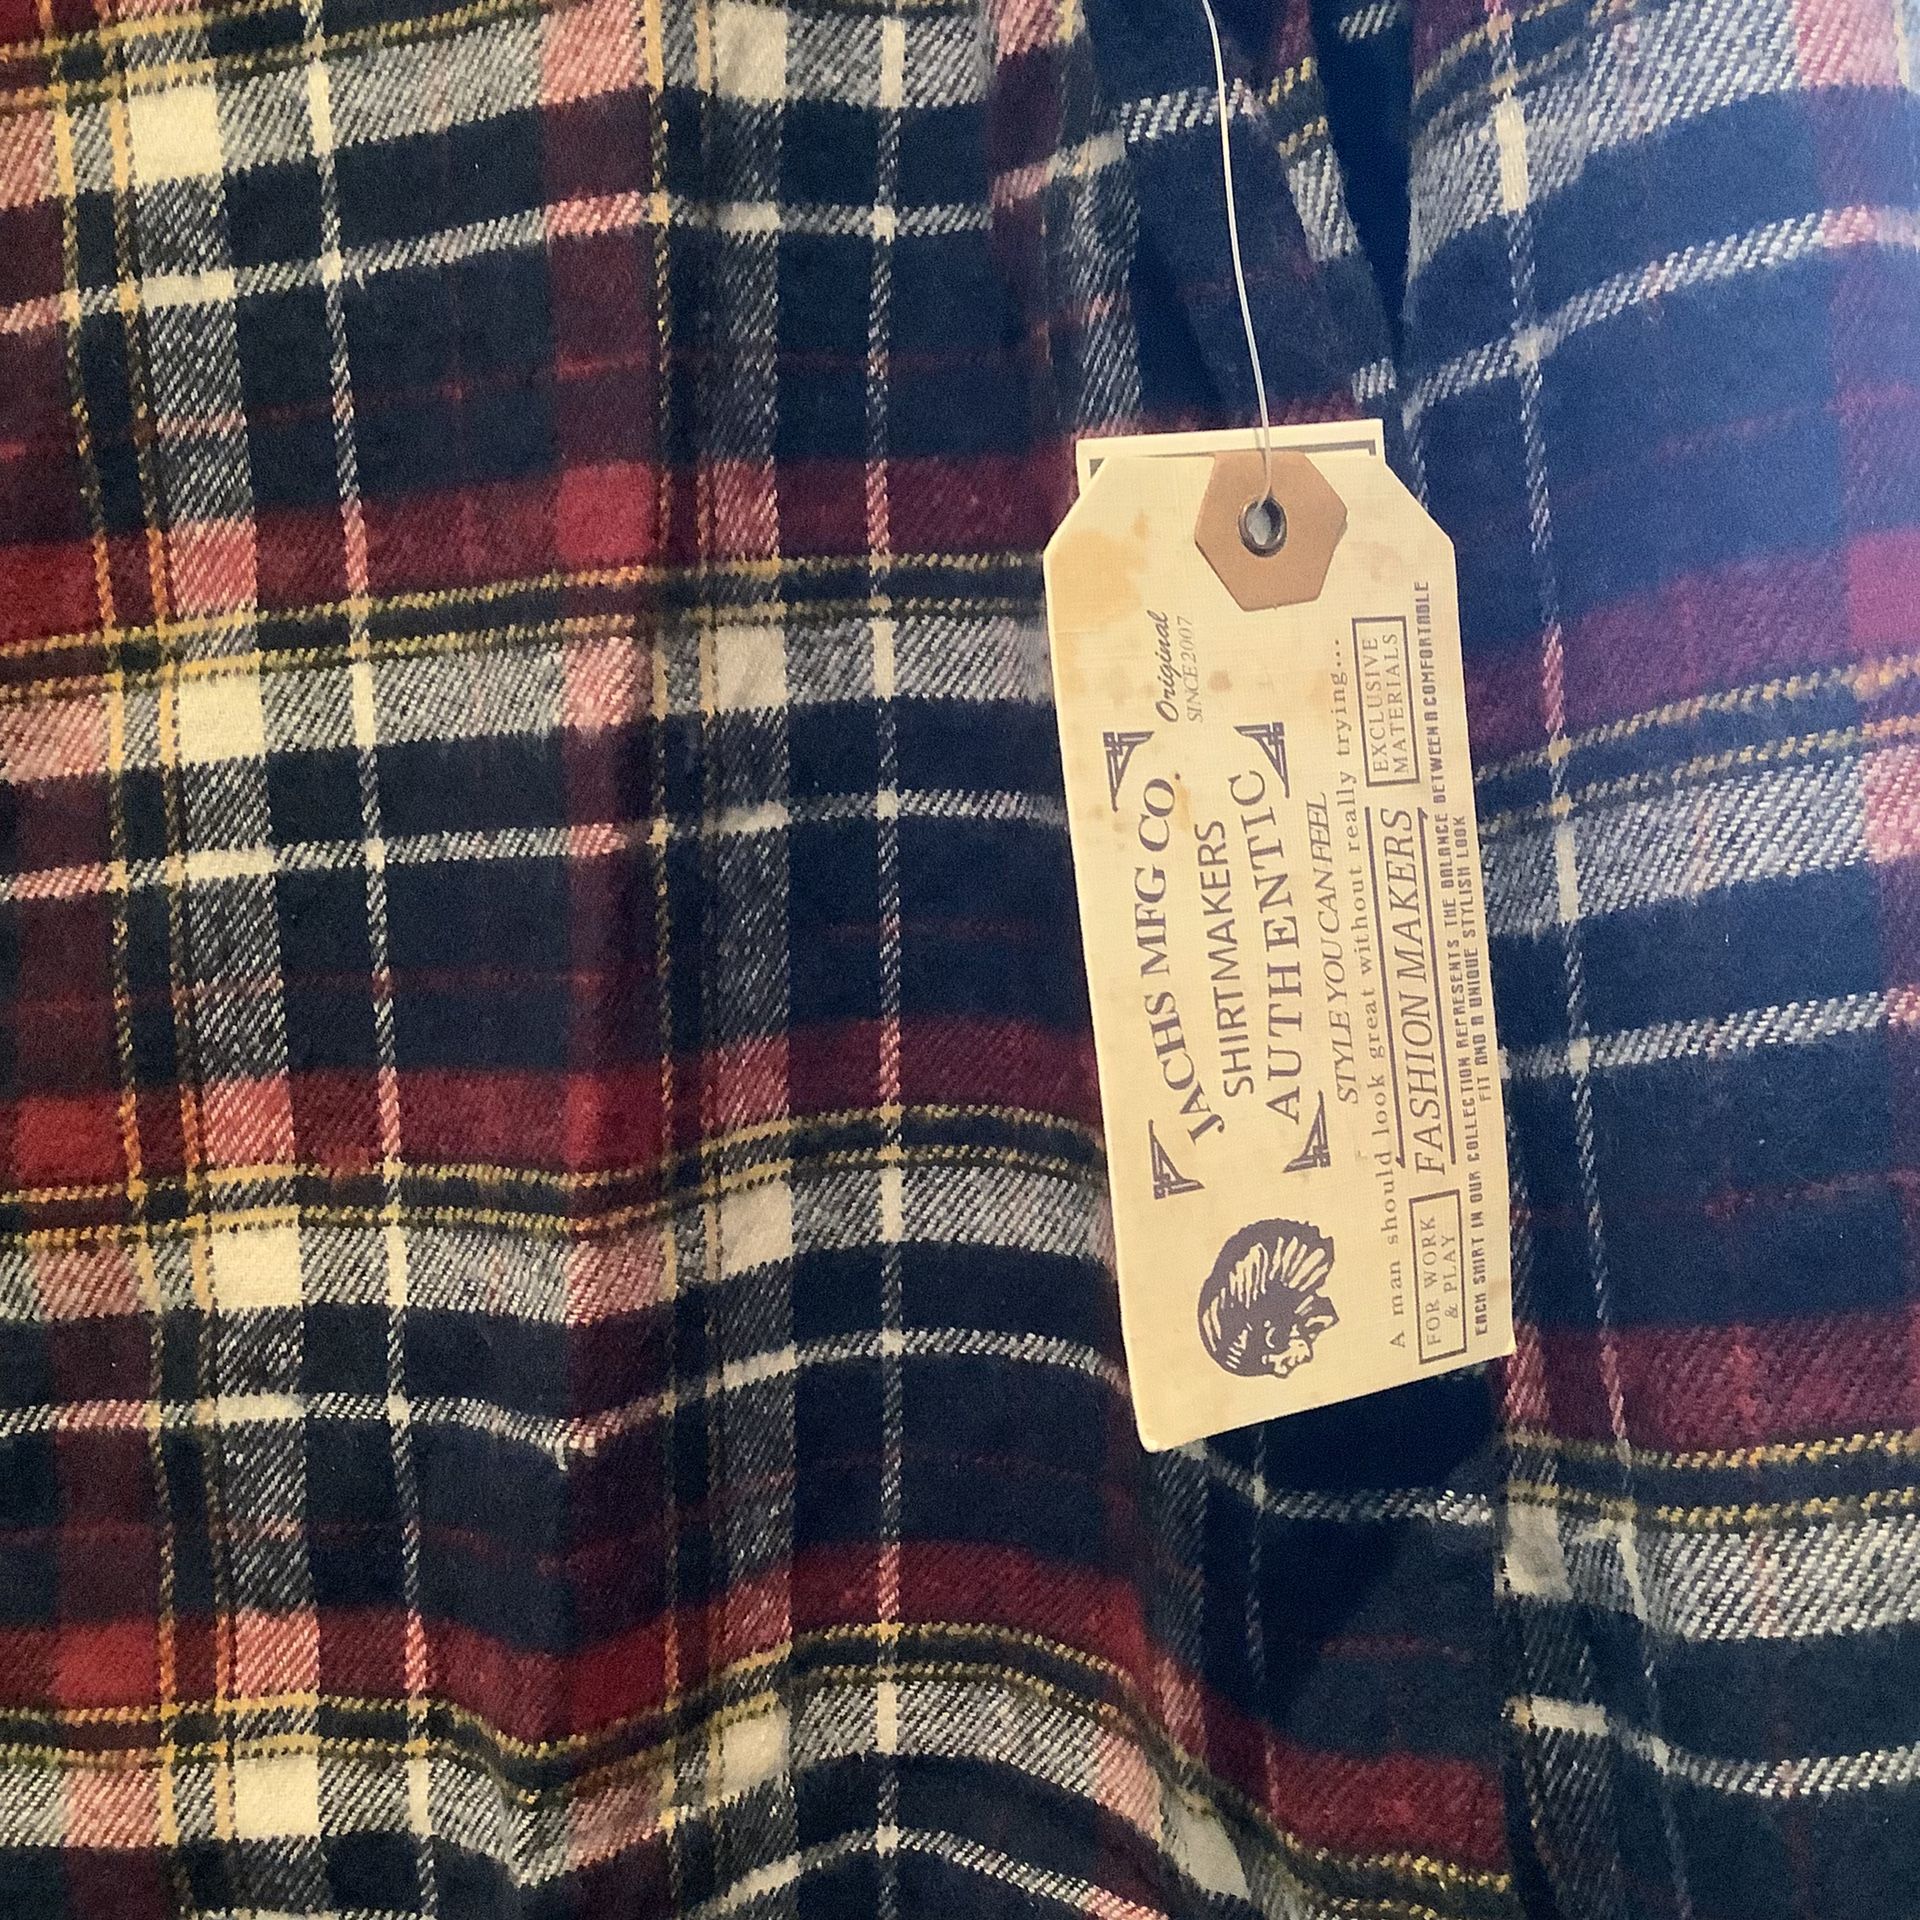 Original
SINCE 2007
JACHS MFG CO.
SHIRTMAKERS
AUTHENTIC
STYLE YOU CAN FEEL
A man should look great without really trying...
FOR WORK
& PLAY
FASHION MAKERS
EXCLUSIVE
MATERIALS
EACH SHIRT IN OUR COLLECTION REPRESENTS THE BALANCE BETWEEN A COMFORTABLE
FIT AND A UNIQUE STYLISH LOOK